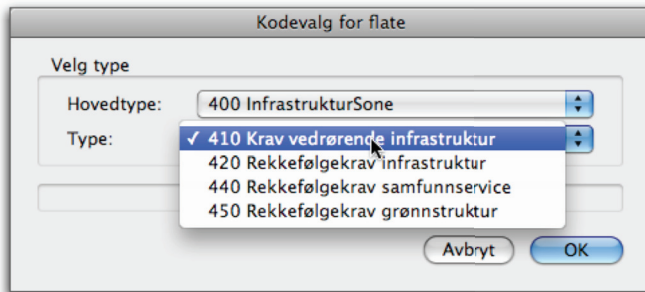 Kodevalg for flate
Velg type
Hovedtype: 400 InfrastrukturSone
Type: ✓ 410 Krav vedrørende infrastruktur
420 Rekkefølgekrav infrastruktur
440 Rekkefølgekrav samfunnservice
450 Rekkefølgekrav grønnstruktur
Avbryt OK